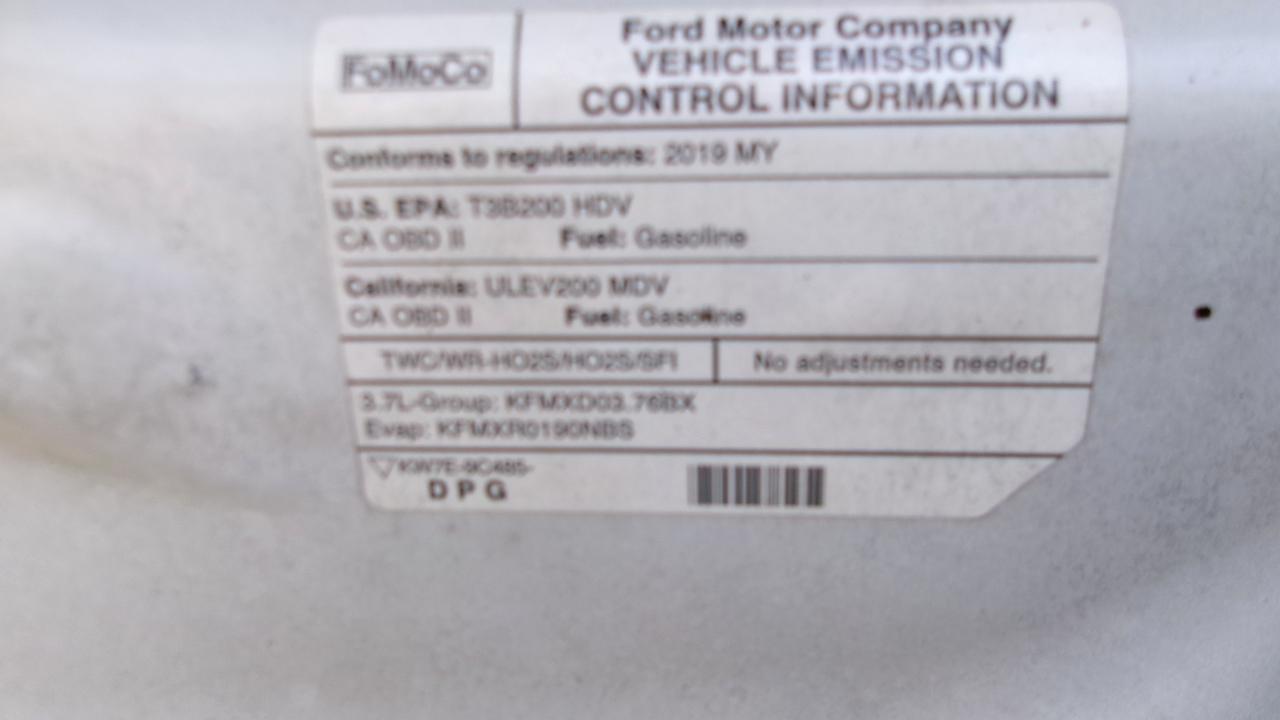 FoMoCo
Ford Motor Company
VEHICLE EMISSION
CONTROL INFORMATION
Conforms to regulations: 2019 MY
U.S. EPA: T3B200 HDV
CA OBD II Fuel: Gasoline
California: ULEV200 MDV
CA OBD II Fuel: Gasoline
TWC/WR-HO2S/HO2S/SFI No adjustments needed.
3.7L-Group: KFMXD03.76BX
Evap: KFMXR0190NBS
KW7E-9C485-
DPG